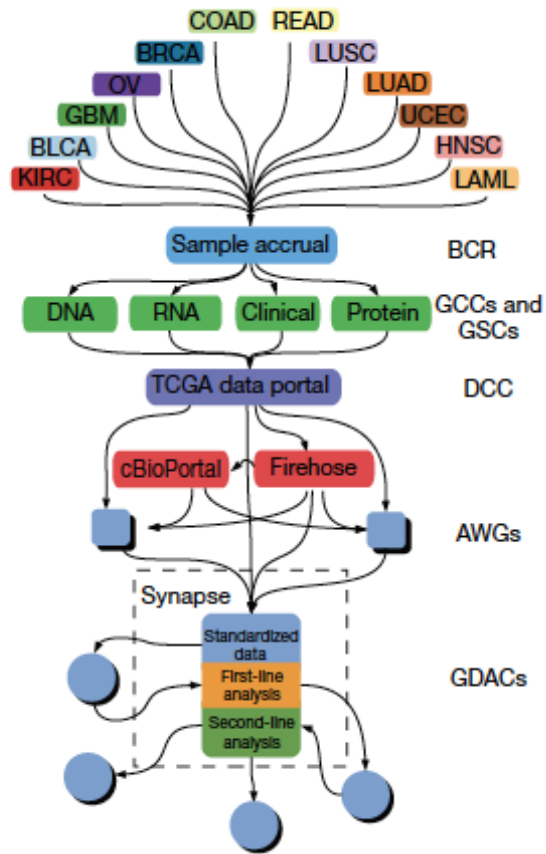 COAD
READ
BRCA
LUSC
OV
LUAD
GBM
UCEC
BLCA
HNSC
KIRC
LAML
Sample accrual
BCR
DNA
RNA
Clinical
Protein
GCCs and
GSCs
TCGA data portal
DCC
cBioPortal
Firehose
AWGs
Synapse
Standardized
data
First-line
analysis
GDACs
Second-line
analysis